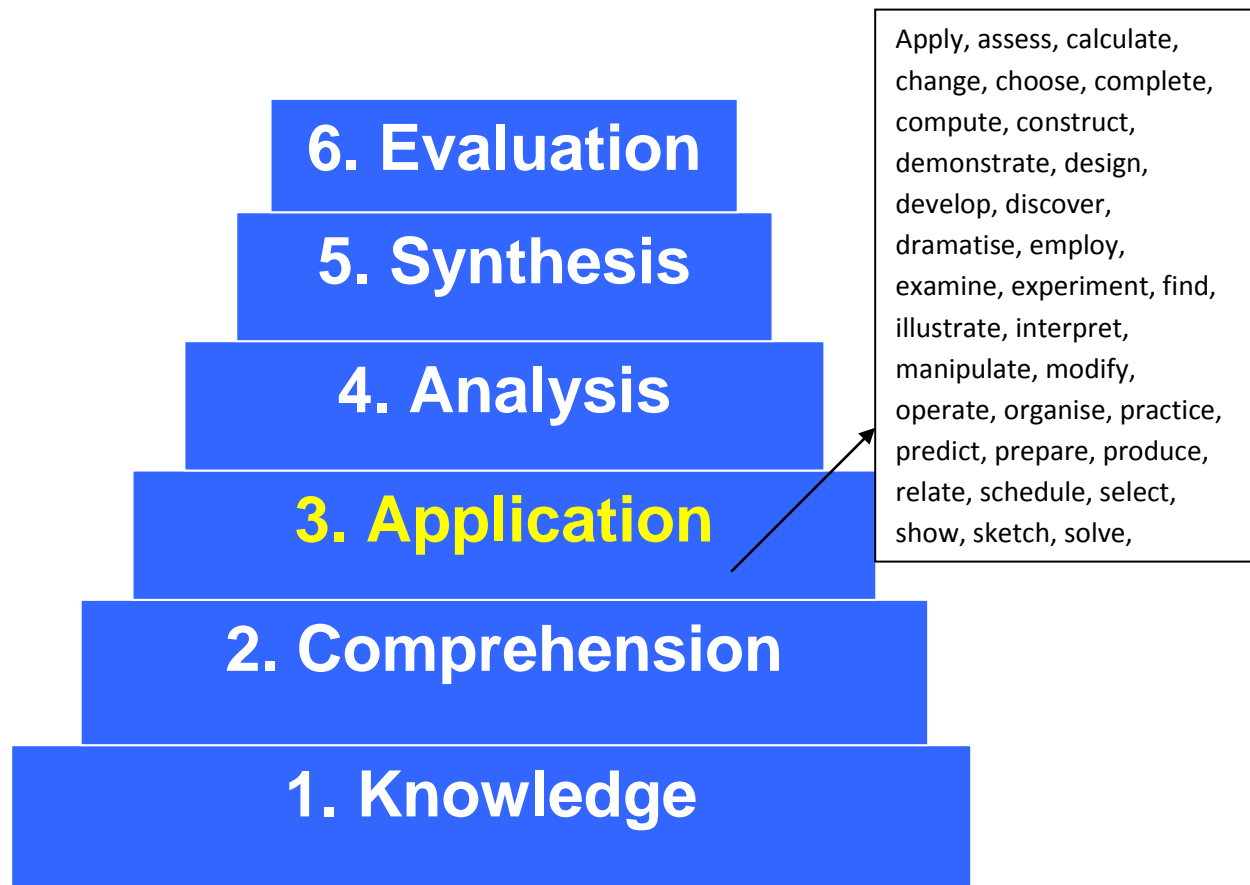 Apply, assess, calculate,
change, choose, complete,
compute, construct,
demonstrate, design,
develop, discover,
dramatise, employ,
examine, experiment, find,
illustrate, interpret,
manipulate, modify,
operate, organise, practice,
predict, prepare, produce,
relate, schedule, select,
show, sketch, solve,
6. Evaluation
5. Synthesis
4. Analysis
3. Application
2. Comprehension
1. Knowledge